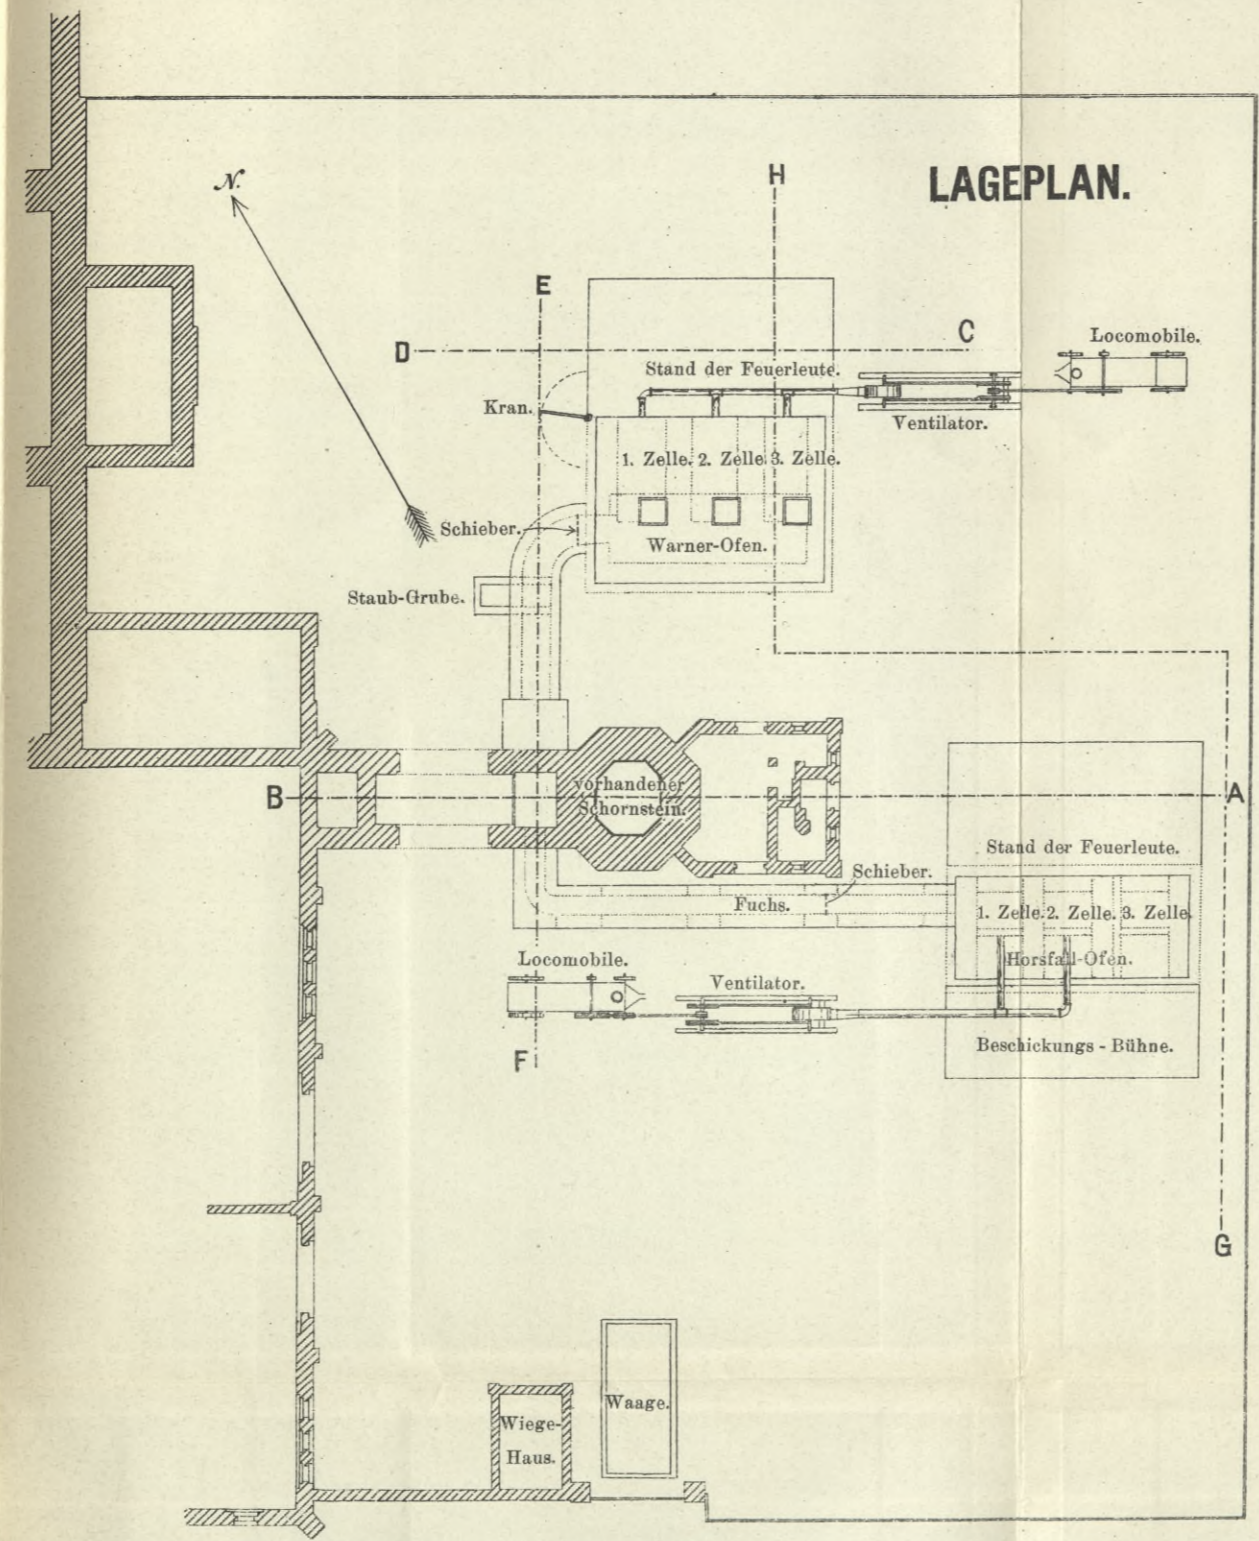 N.
LAGEPLAN.
H
E
D
C
Locomobile.
Stand der Feuerleute.
Kran.
Ventilator.
1. Zelle. 2. Zelle. 3. Zelle.
Schieber.
Warner-Ofen.
Staub-Grube.
B
vorhandener
Schornstein.
A
Stand der Feuerleute.
Schieber.
Fuchs.
1. Zelle. 2. Zelle. 3. Zelle.
Locomobile.
Horsfall-Ofen.
Ventilator.
Beschickungs-Bühne.
F
G
Waage.
Wiege-
Haus.